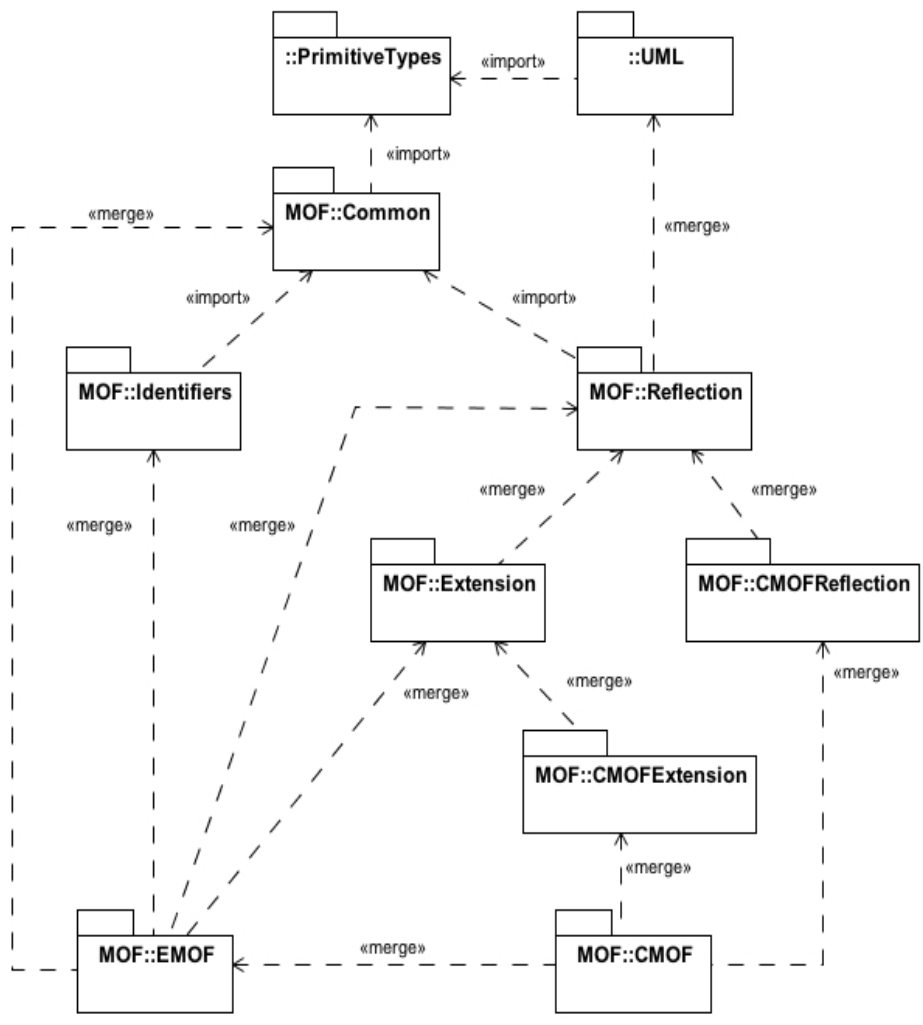 ::PrimitiveTypes
«import»
::UML
«import»
«merge»
MOF::Common
«merge»
«import»
«import»
MOF::Identifiers
MOF::Reflection
«merge»
«merge»
«merge»
«merge»
MOF::Extension
MOF::CMOFReflection
«merge»
«merge»
«merge»
MOF::CMOFExtension
«merge»
MOF::EMOF
«merge»
MOF::CMOF